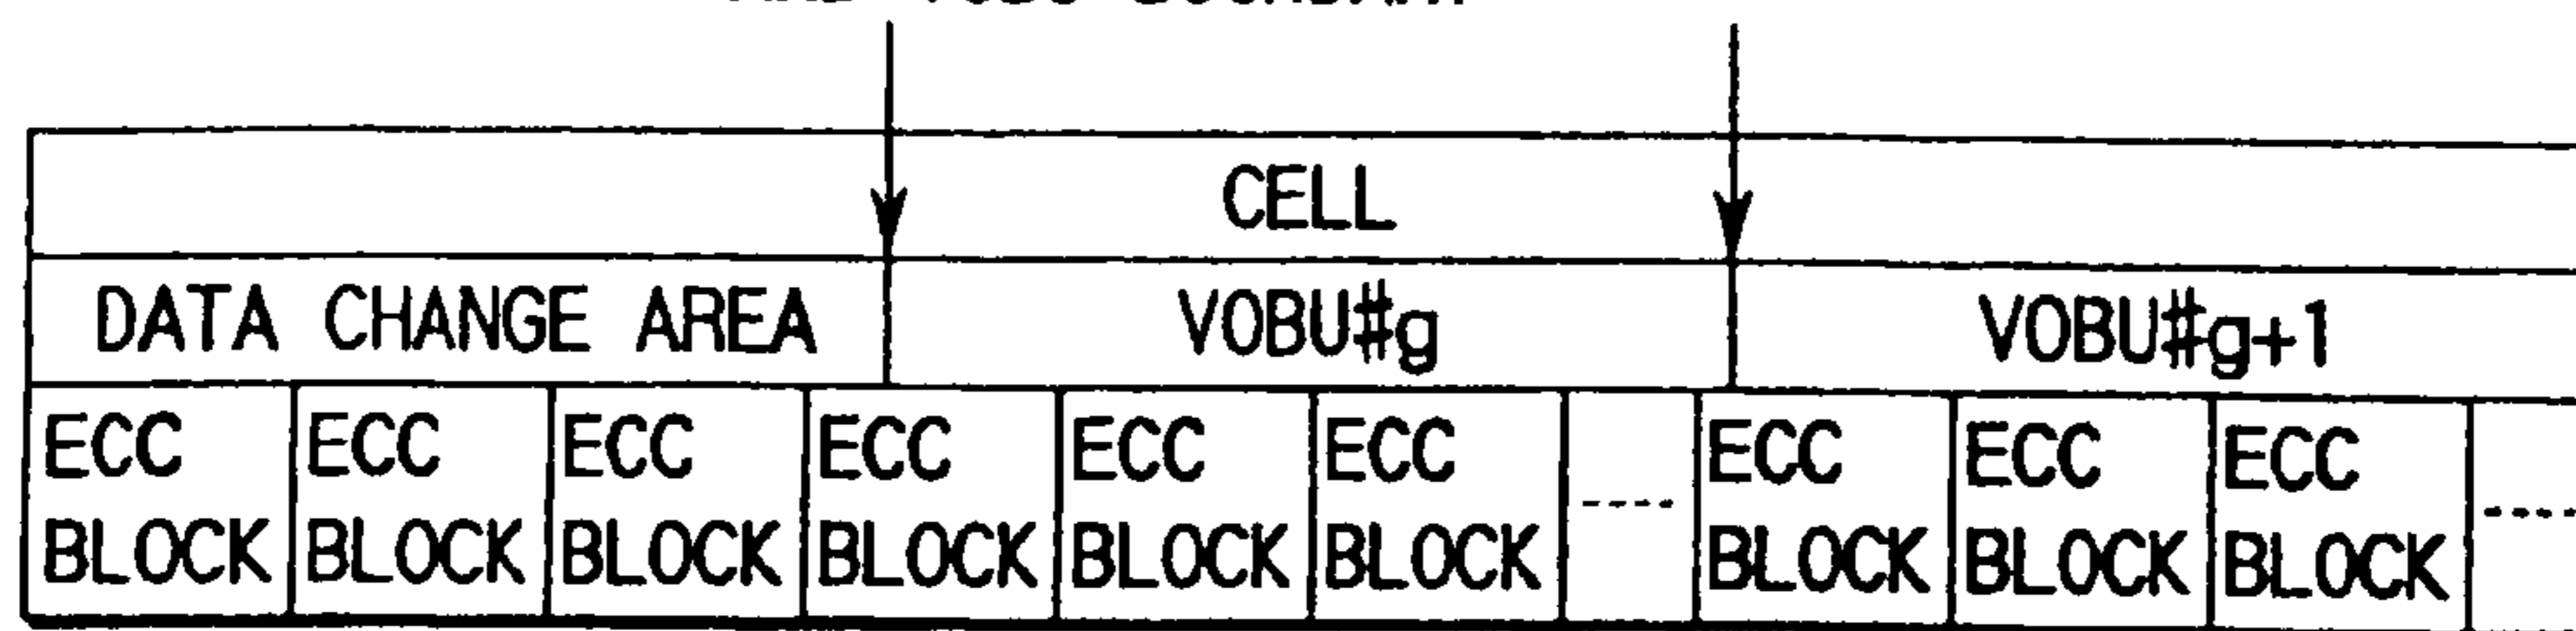 CELL
DATA CHANGE AREA VOBU#g VOBU#g+1
ECC ECC ECC ECC ECC ECC ECC ECC ECC
BLOCK BLOCK BLOCK BLOCK BLOCK BLOCK ---- BLOCK BLOCK BLOCK ----